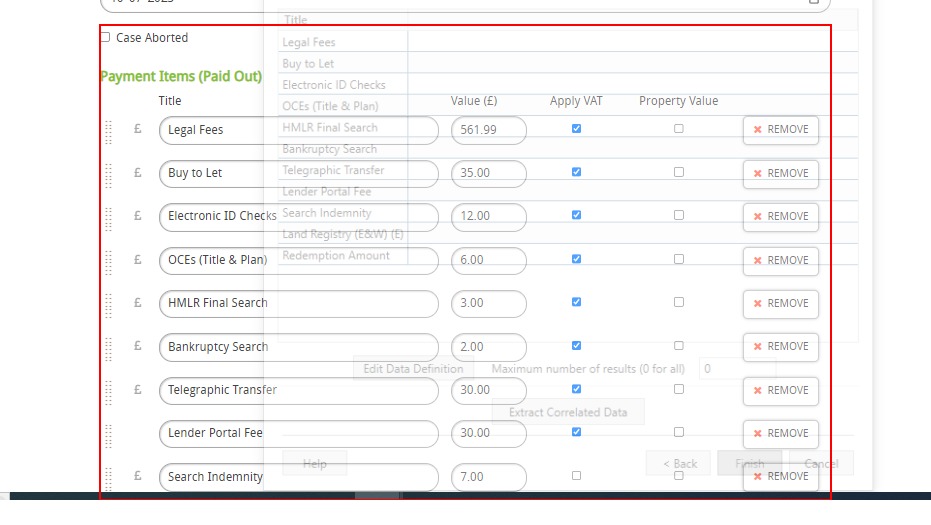 Title
Case Aborted
Legal Fees
Buy to Let
Payment Items (Paid Out)
Electronic ID Checks
Title
OCEs (Title & Plan)
Value (£) Apply VAT Property Value
£ Legal Fees HMLR Final Search 561.99 REMOVE
Bankruptcy Search
£ Buy to Let Telegraphic Transfer 35.00 REMOVE
Lender Portal Fee
£ Electronic ID Checks Search Indemnity 12.00 REMOVE
Land Registry (E&W) (E)
£ OCEs (Title & Plan) Redemption Amount 6.00 REMOVE
£ HMLR Final Search 3.00 REMOVE
£ Bankruptcy Search 2.00 REMOVE
Edit Data Definition Maximum number of results (0 for all) 0
£ Telegraphic Transfer 30.00 REMOVE
Extract Correlated Data
£ Lender Portal Fee 30.00 REMOVE
Help < Back Finish Cancel
£ Search Indemnity 7.00 REMOVE